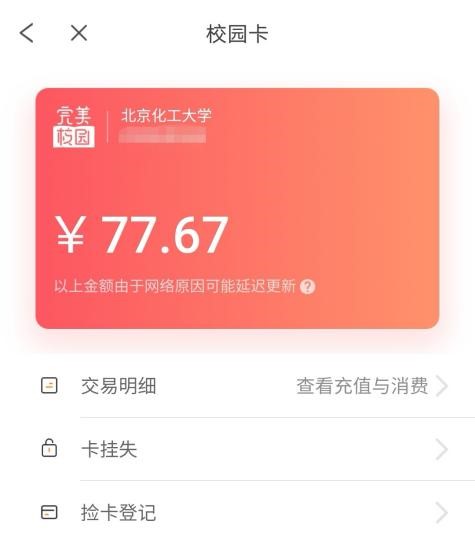 校园卡
完美
校园
北京化工大学
￥77.67
以上金额由于网络原因可能延迟更新 ?
交易明细 查看充值与消费
卡挂失
捡卡登记